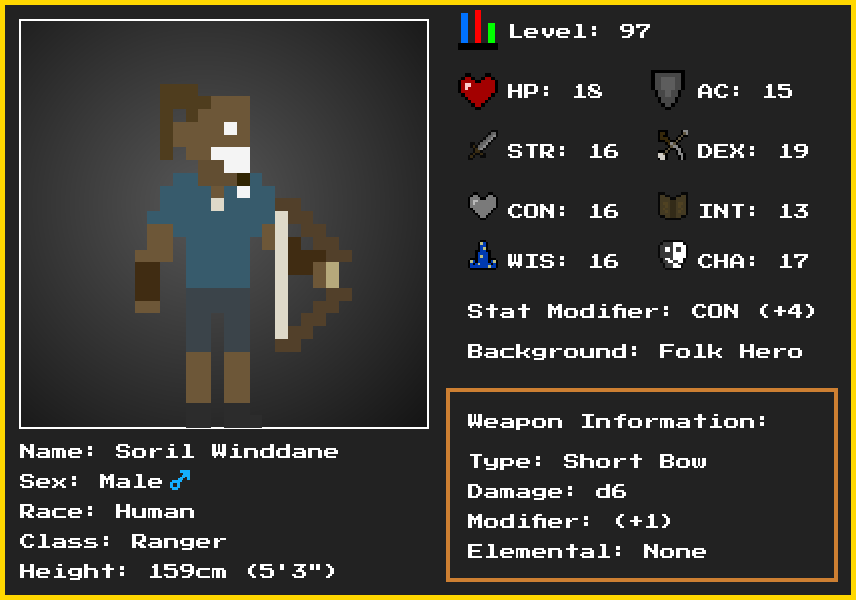 Level: 97
HP: 18
AC: 15
STR: 16
DEX: 19
CON: 16
INT: 13
WIS: 16
CHA: 17
Stat Modifier: CON (+4)
Background: Folk Hero
Weapon Information:
Type: Short Bow
Damage: d6
Modifier: (+1)
Elemental: None
Name: Soril Winddane
Sex: Male♂
Race: Human
Class: Ranger
Height: 159cm (5'3")